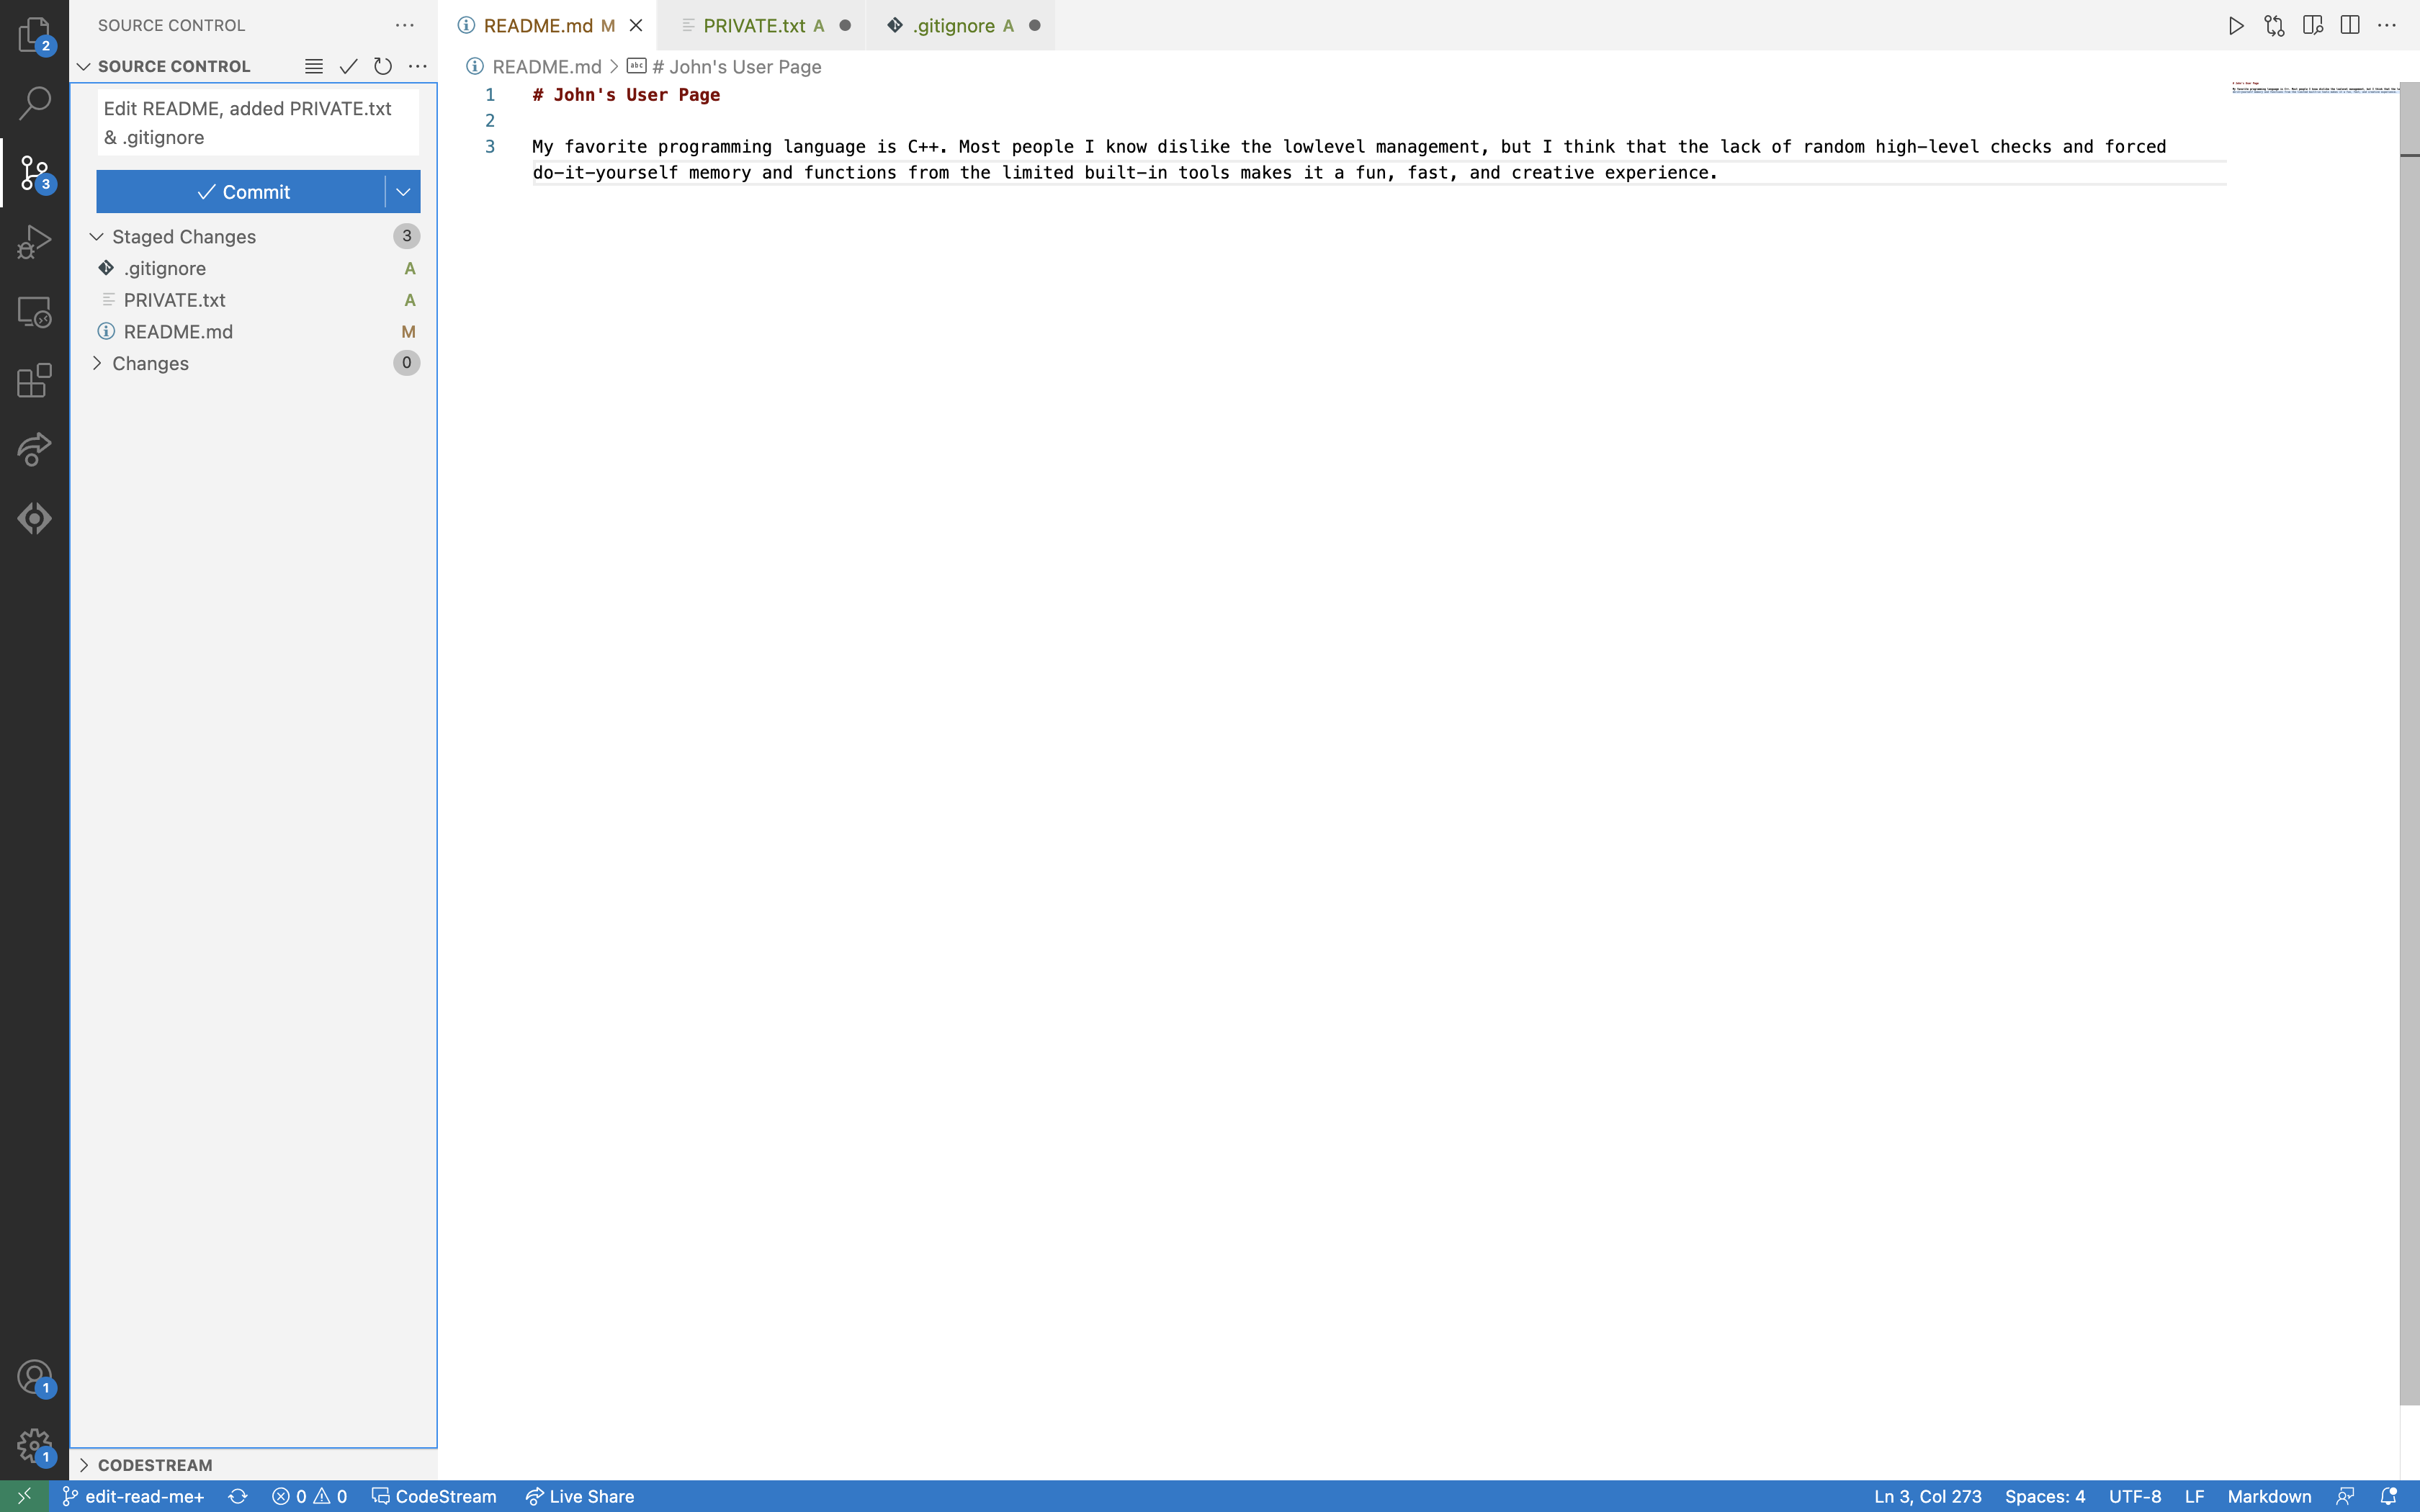 SOURCE CONTROL
README.md M
PRIVATE.txt A
.gitignore A
SOURCE CONTROL
README.md > # John's User Page
Edit README, added PRIVATE.txt
& .gitignore
Commit
Staged Changes 3
.gitignore A
PRIVATE.txt A
README.md M
Changes 0
1 # John's User Page
2
3 My favorite programming language is C++. Most people I know dislike the lowlevel management, but I think that the lack of random high-level checks and forced
do-it-yourself memory and functions from the limited built-in tools makes it a fun, fast, and creative experience.
2
3
1
1
CODESTREAM
edit-read-me+ 0 0 CodeStream Live Share Ln 3, Col 273 Spaces: 4 UTF-8 LF Markdown